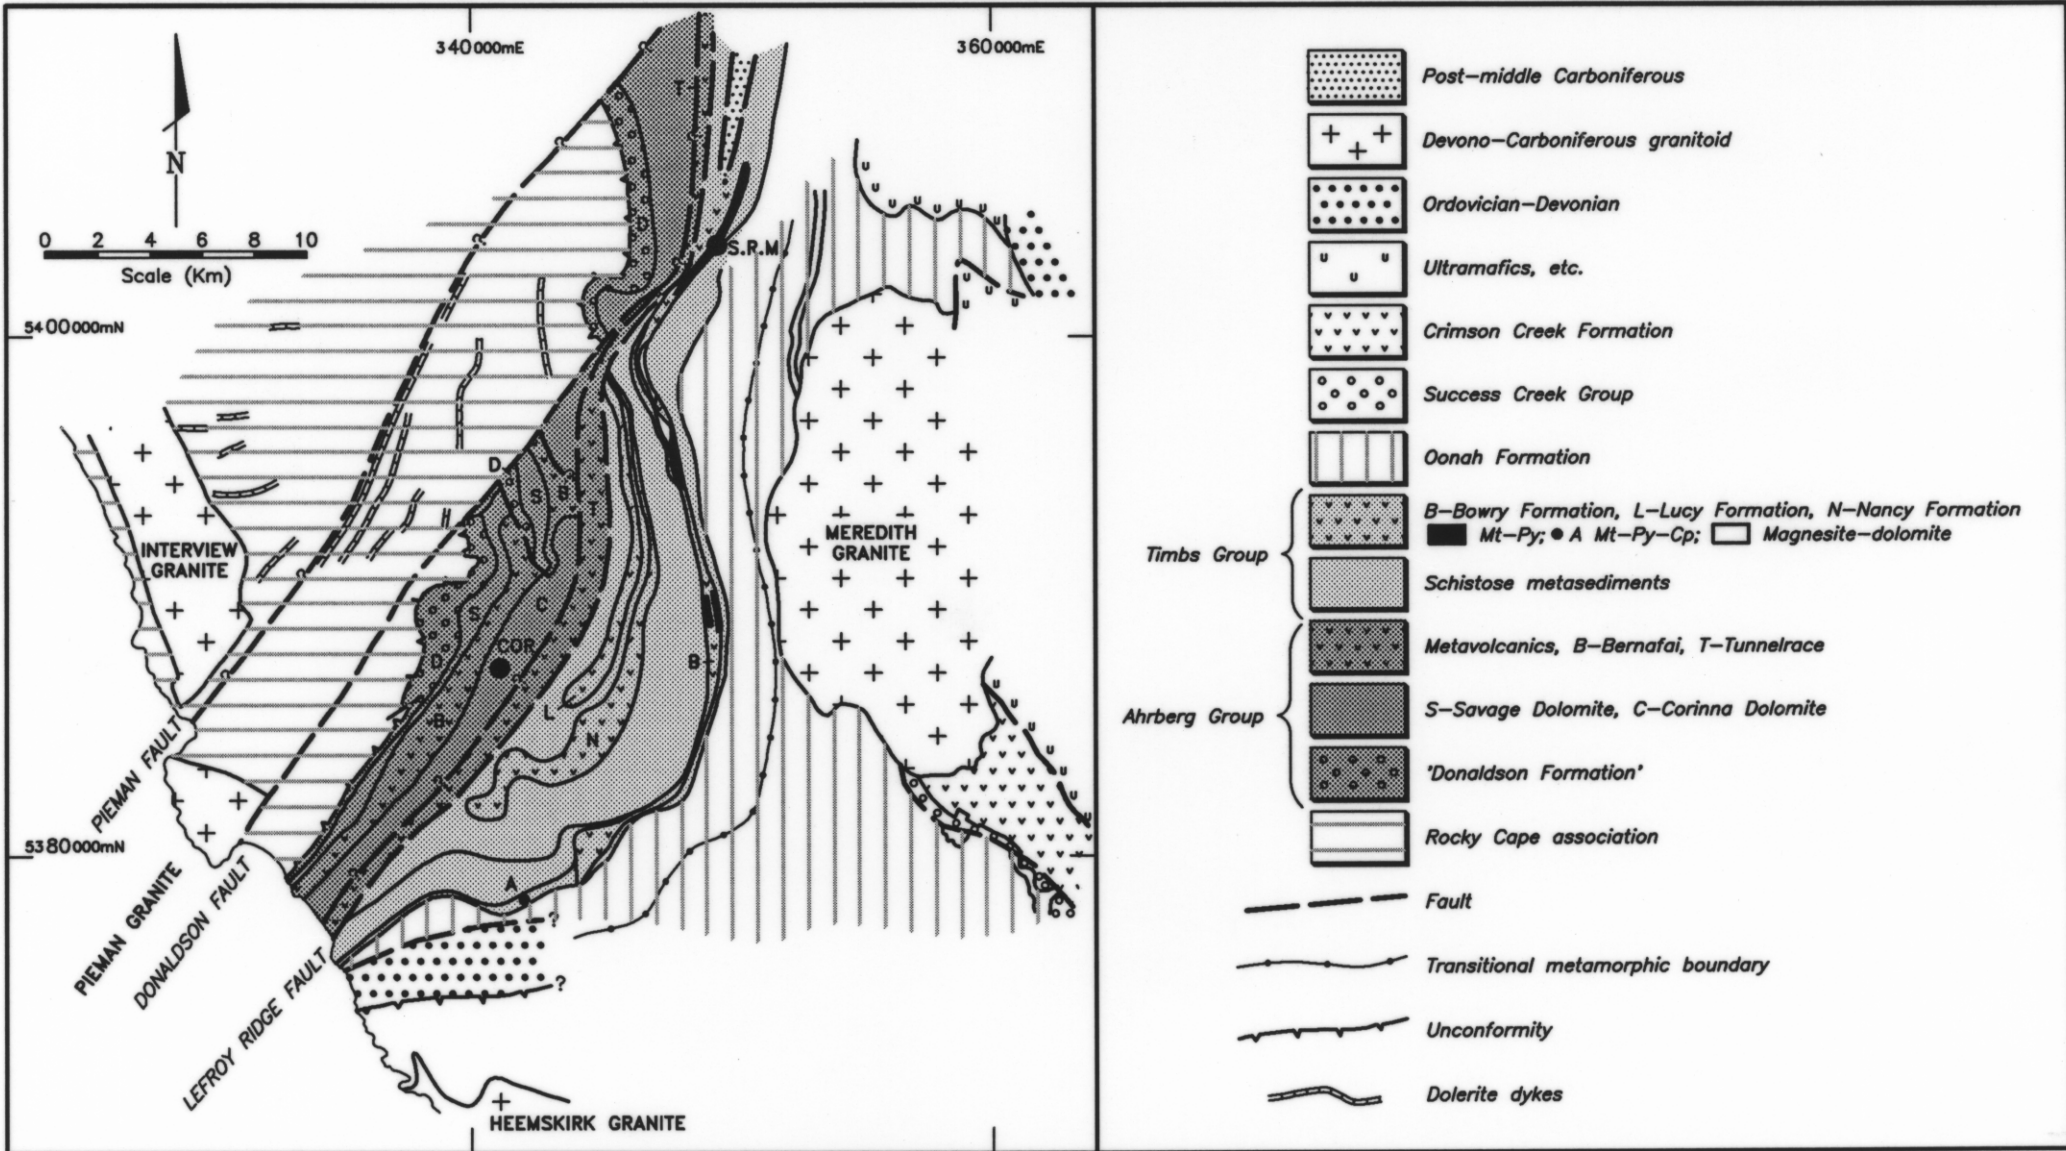 340000mE
360000mE
N
0 2 4 6 8 10
Scale (Km)
5400000mN
5380000mN
T
D
S.R.M
D
S
B
T
C
S
COR
D
B
B
L
N
A
?
?
INTERVIEW
GRANITE
MEREDITH
GRANITE
PIEMAN FAULT
PIEMAN GRANITE
DONALDSON FAULT
LEFROY RIDGE FAULT
HEEMSKIRK GRANITE
Post-middle Carboniferous
Devono-Carboniferous granitoid
Ordovician-Devonian
Ultramafics, etc.
Crimson Creek Formation
Success Creek Group
Oonah Formation
Timbs Group
B-Bowry Formation, L-Lucy Formation, N-Nancy Formation
Mt-Py; A Mt-Py-Cp; Magnesite-dolomite
Schistose metasediments
Ahrberg Group
Metavolcanics, B-Bernafai, T-Tunnelrace
S-Savage Dolomite, C-Corinna Dolomite
'Donaldson Formation'
Rocky Cape association
Fault
Transitional metamorphic boundary
Unconformity
Dolerite dykes